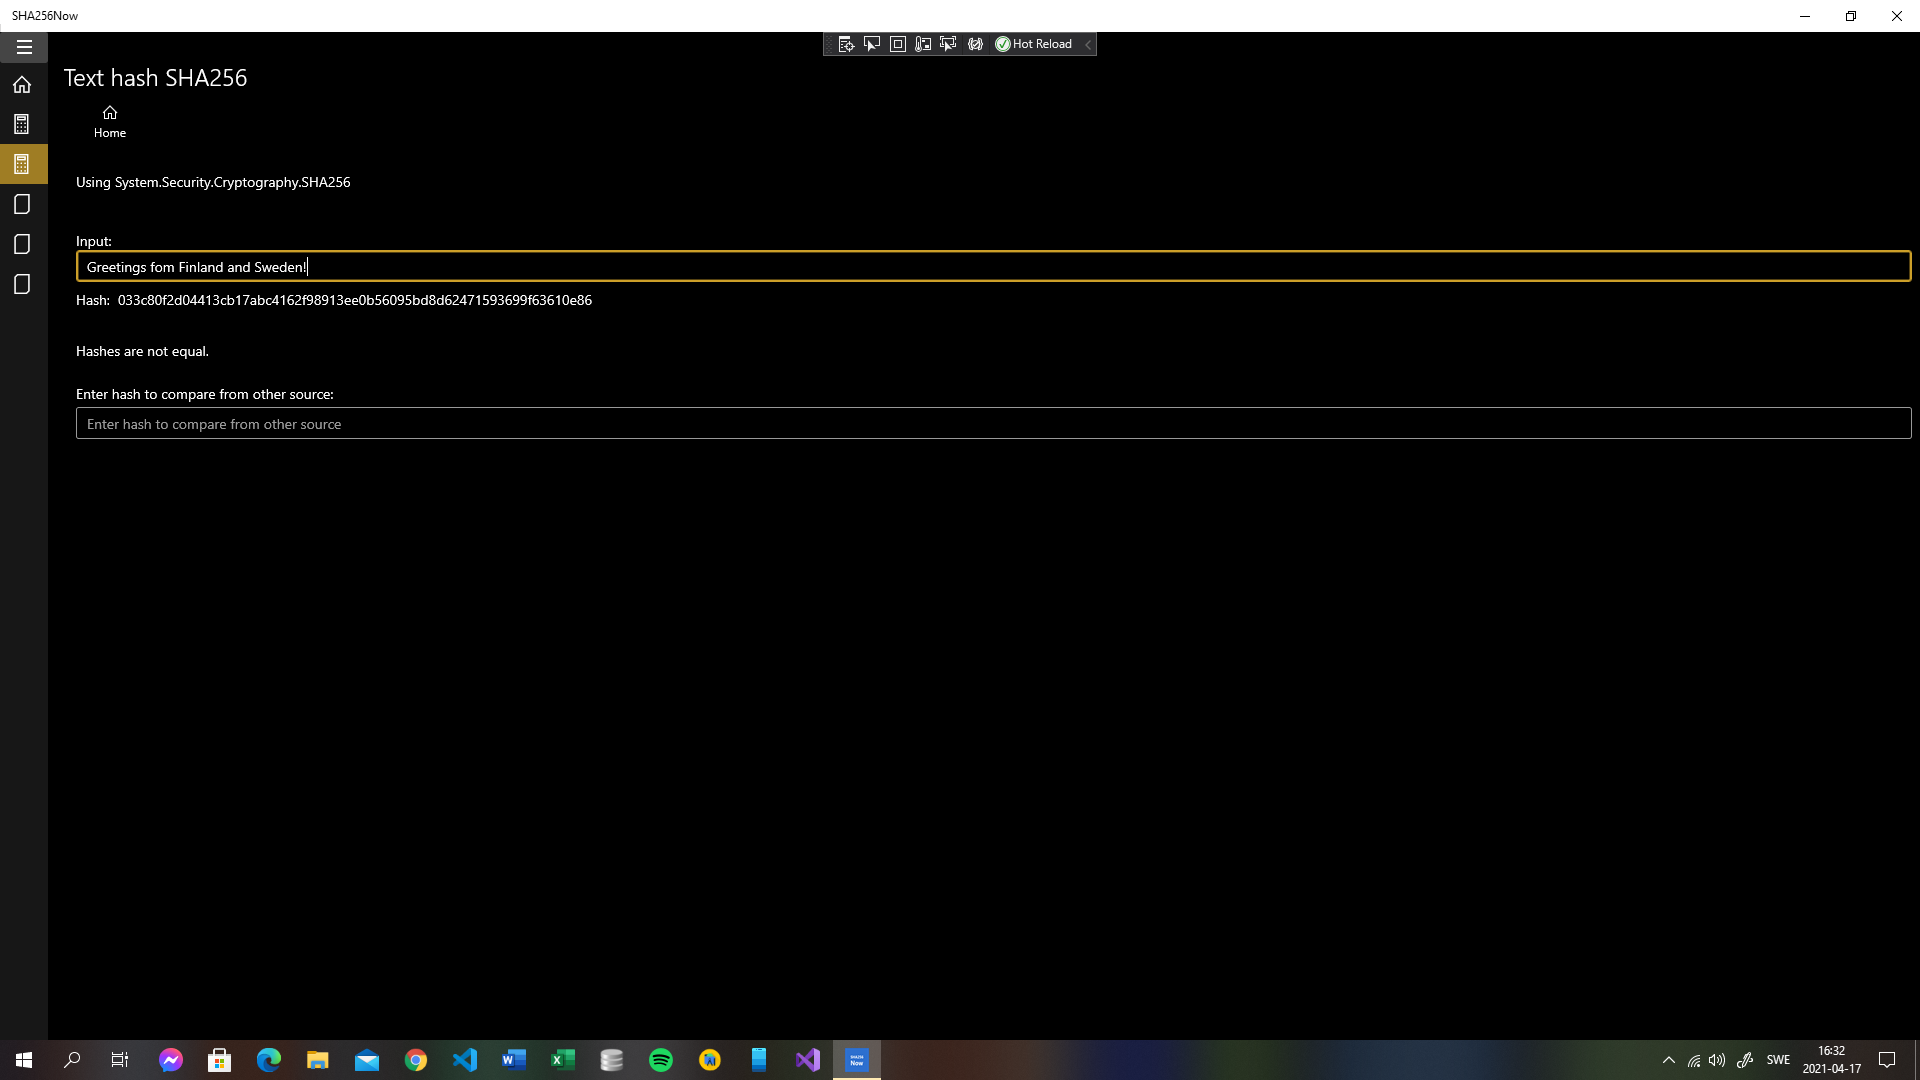 SHA256Now
Hot Reload
Text hash SHA256
Home
Using System.Security.Cryptography.SHA256
Input:
Greetings fom Finland and Sweden!
Hash: 033c80f2d04413cb17abc4162f98913ee0b56095bd8d62471593699f63610e86
Hashes are not equal.
Enter hash to compare from other source:
Enter hash to compare from other source
SWE
16:32
2021-04-17